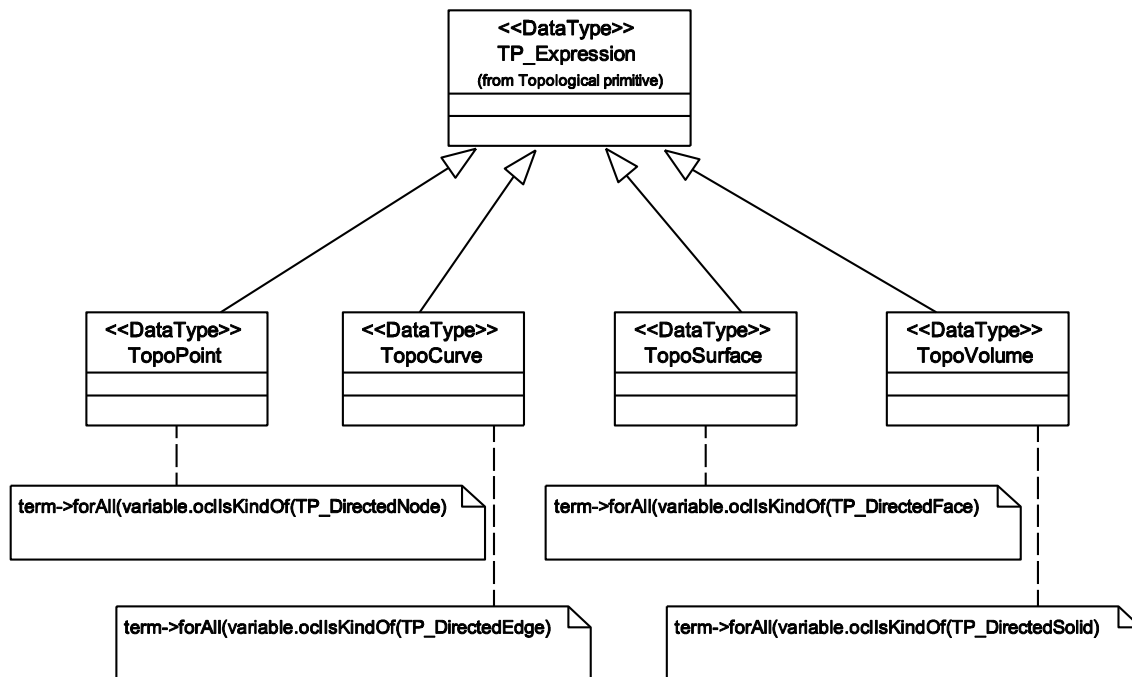 <<DataType>>
TP_Expression
(from Topological primitive)
<<DataType>>
TopoPoint
<<DataType>>
TopoCurve
<<DataType>>
TopoSurface
<<DataType>>
TopoVolume
term->forAll(variable.oclIsKindOf(TP_DirectedNode)
term->forAll(variable.oclIsKindOf(TP_DirectedFace)
term->forAll(variable.oclIsKindOf(TP_DirectedEdge)
term->forAll(variable.oclIsKindOf(TP_DirectedSolid)